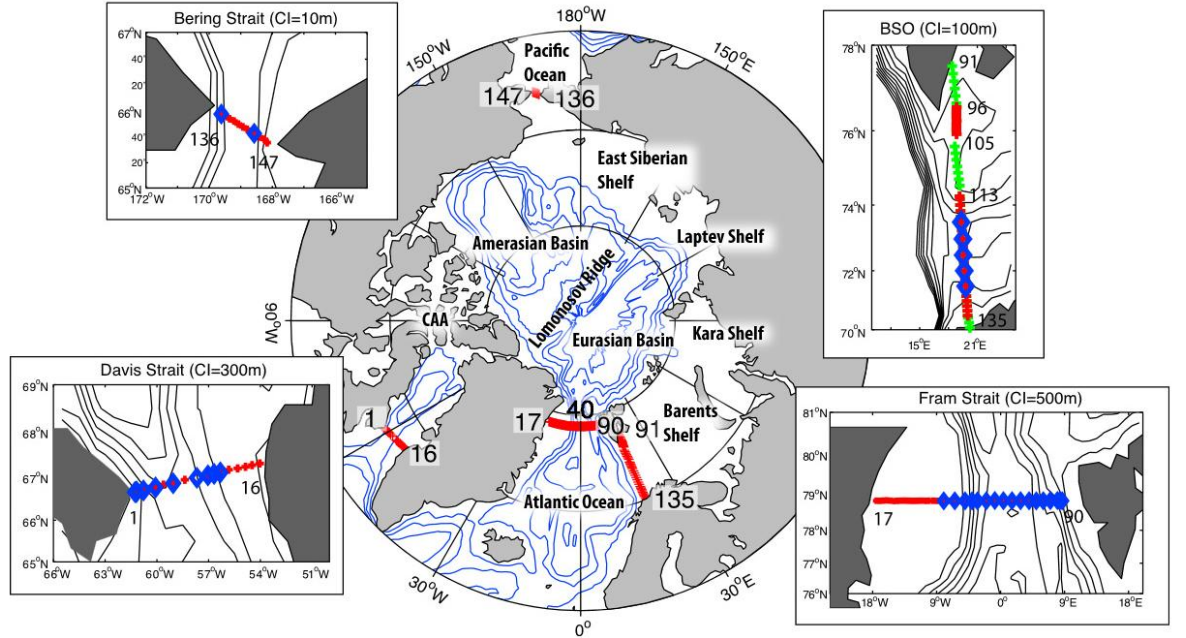 Bering Strait (CI=10m)
67°N
40
20
66°N
40
20
65°N
172°W
170°W
168°W
166°W
136
147
180°W
150°W
150°E
Pacific
Ocean
147
136
East Siberian
Shelf
Laptev Shelf
Amerasian Basin
Lomonosov Ridge
CAA
Eurasian Basin
Kara Shelf
90°W
Barents
Shelf
1
16
17
40
90
91
135
Atlantic Ocean
30°W
0°
30°E
BSO (CI=100m)
78°N
76°N
74°N
72°N
70°N
15°E
21°E
91
96
105
113
135
Davis Strait (CI=300m)
69°N
68°N
67°N
66°N
65°N
66°W
63°W
60°W
57°W
54°W
51°W
1
16
Fram Strait (CI=500m)
81°N
80°N
79°N
78°N
77°N
76°N
18°W
9°W
0°
9°E
18°E
17
90